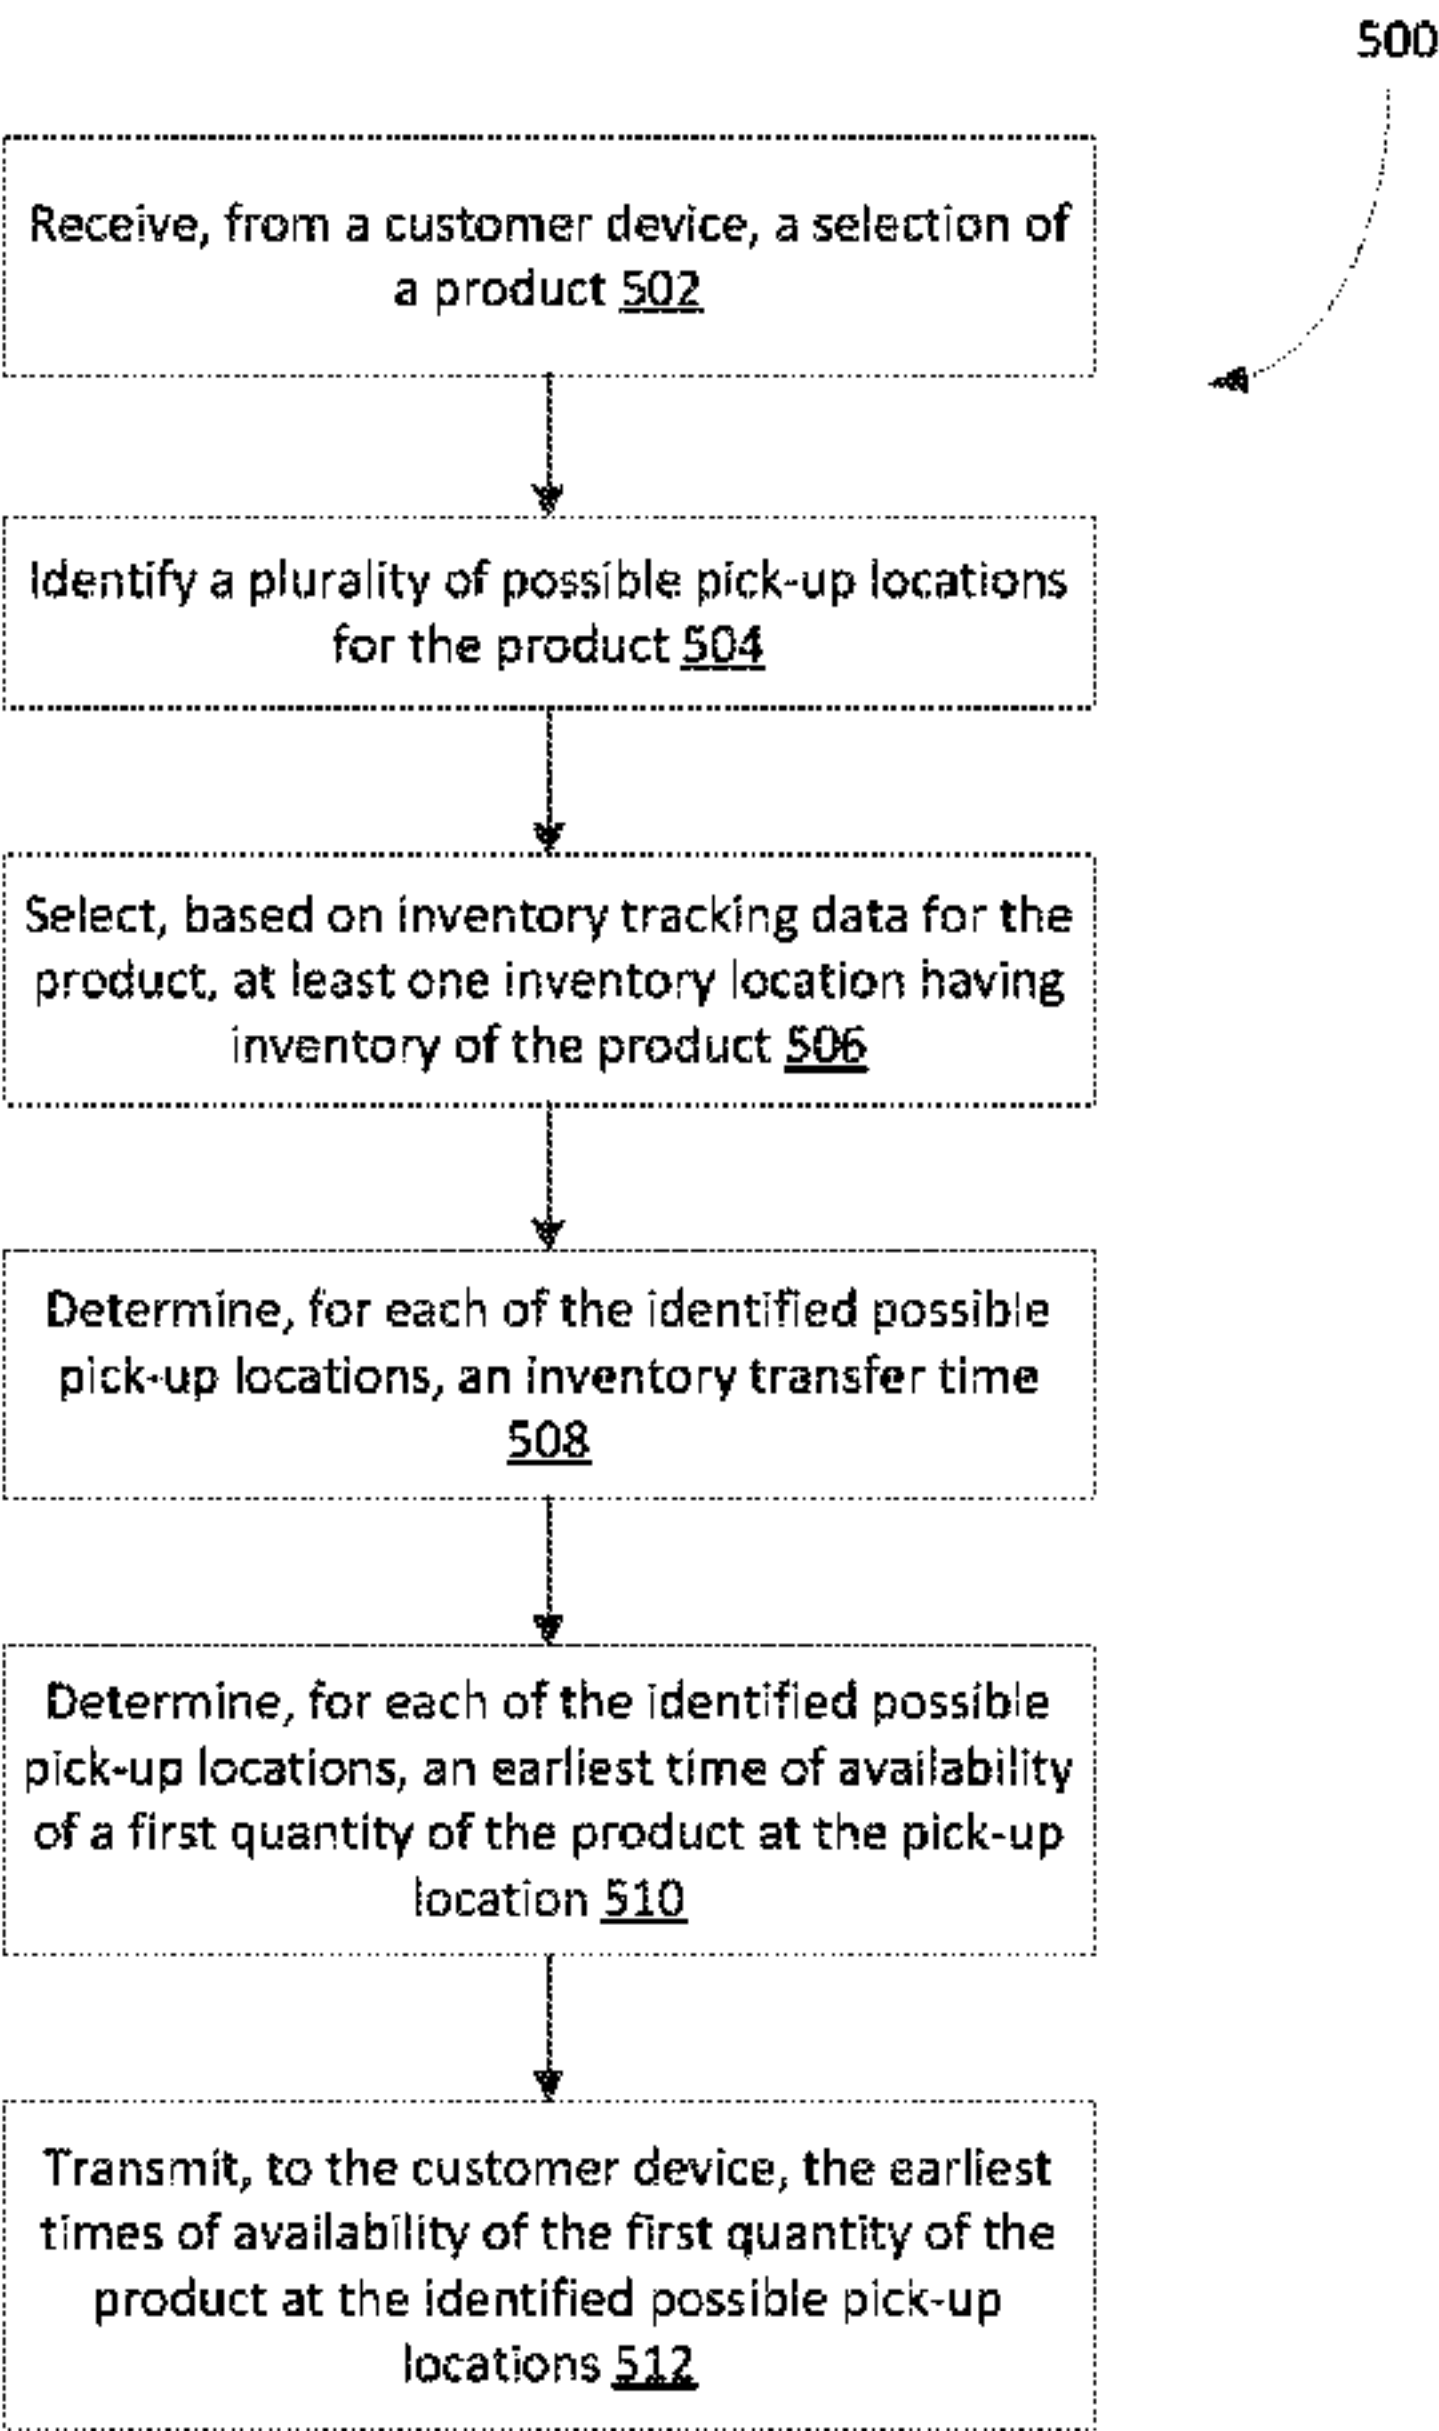 500
Receive, from a customer device, a selection of
a product 502
Identify a plurality of possible pick-up locations
for the product 504
Select, based on inventory tracking data for the
product, at least one inventory location having
inventory of the product 506
Determine, for each of the identified possible
pick-up locations, an inventory transfer time
508
Determine, for each of the identified possible
pick-up locations, an earliest time of availability
of a first quantity of the product at the pick-up
location 510
Transmit, to the customer device, the earliest
times of availability of the first quantity of the
product at the identified possible pick-up
locations 512